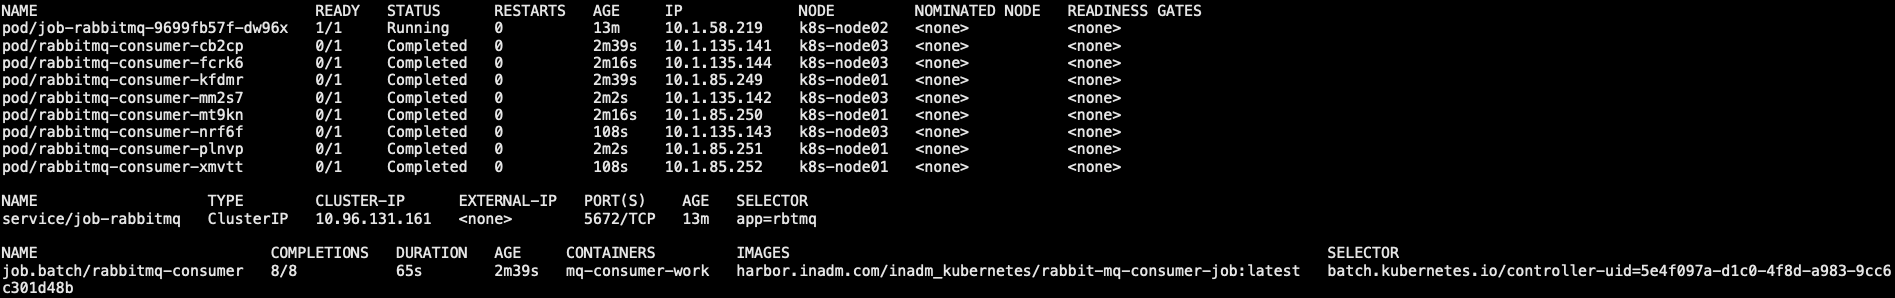 NAME READY STATUS RESTARTS AGE IP NODE NOMINATED NODE READINESS GATES
pod/job-rabbitmq-9699fb57f-dw96x 1/1 Running 0 13m 10.1.58.219 k8s-node02 <none> <none>
pod/rabbitmq-consumer-cb2cp 0/1 Completed 0 2m39s 10.1.135.141 k8s-node03 <none> <none>
pod/rabbitmq-consumer-fcrk6 0/1 Completed 0 2m16s 10.1.135.144 k8s-node03 <none> <none>
pod/rabbitmq-consumer-kfdmr 0/1 Completed 0 2m39s 10.1.85.249 k8s-node01 <none> <none>
pod/rabbitmq-consumer-mm2s7 0/1 Completed 0 2m2s 10.1.135.142 k8s-node03 <none> <none>
pod/rabbitmq-consumer-mt9kn 0/1 Completed 0 2m16s 10.1.85.250 k8s-node01 <none> <none>
pod/rabbitmq-consumer-nrf6f 0/1 Completed 0 108s 10.1.135.143 k8s-node03 <none> <none>
pod/rabbitmq-consumer-plnvp 0/1 Completed 0 2m2s 10.1.85.251 k8s-node01 <none> <none>
pod/rabbitmq-consumer-xmvtt 0/1 Completed 0 108s 10.1.85.252 k8s-node01 <none> <none>
NAME TYPE CLUSTER-IP EXTERNAL-IP PORT(S) AGE SELECTOR
service/job-rabbitmq ClusterIP 10.96.131.161 <none> 5672/TCP 13m app=rbtmq
NAME COMPLETIONS DURATION AGE CONTAINERS IMAGES SELECTOR
job.batch/rabbitmq-consumer 8/8 65s 2m39s mq-consumer-work harbor.inadm.com/inadm_kubernetes/rabbit-mq-consumer-job:latest batch.kubernetes.io/controller-uid=5e4f097a-d1c0-4f8d-a983-9cc6
c301d48b